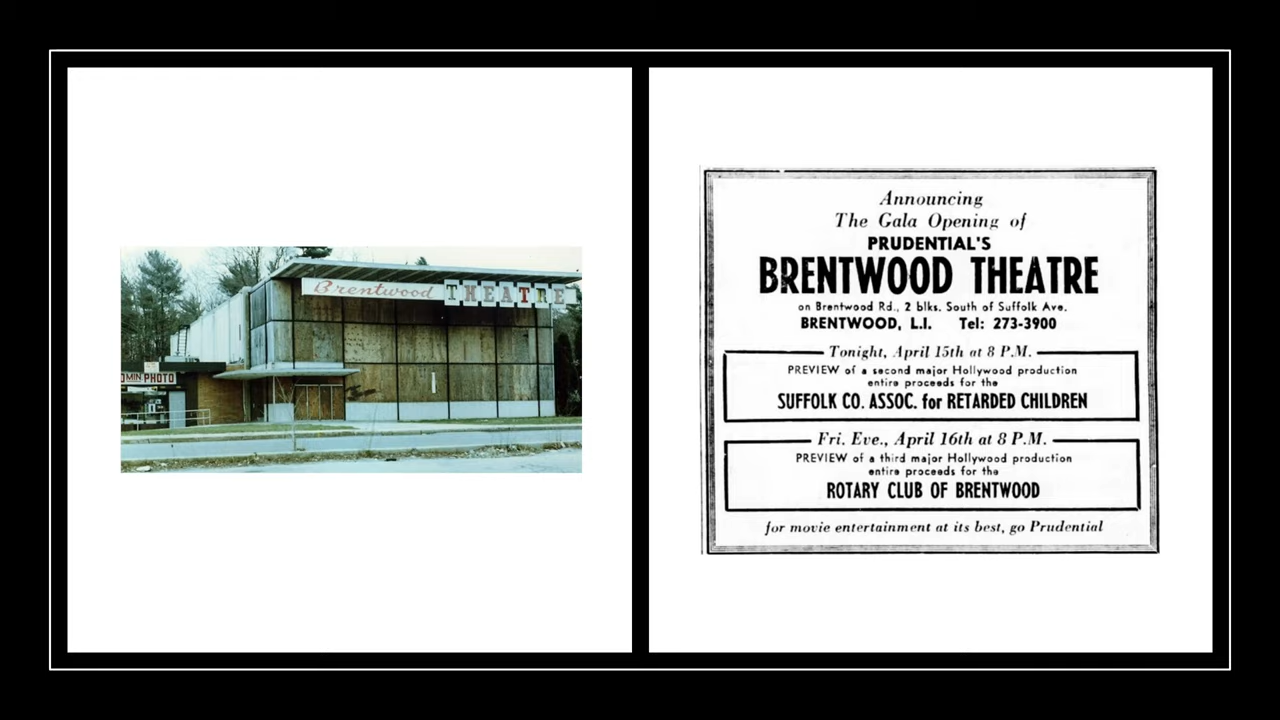 Brentwood THEATRE
PHOTO
Announcing
The Gala Opening of
PRUDENTIAL'S
BRENTWOOD THEATRE
on Brentwood Rd., 2 blks. South of Suffolk Ave.
BRENTWOOD, L.I. Tel: 273-3900
Tonight, April 15th at 8 P.M.
PREVIEW of a second major Hollywood production
entire proceeds for the
SUFFOLK CO. ASSOC. for RETARDED CHILDREN
Fri. Eve., April 16th at 8 P.M.
PREVIEW of a third major Hollywood production
entire proceeds for the
ROTARY CLUB OF BRENTWOOD
for movie entertainment at its best, go Prudential